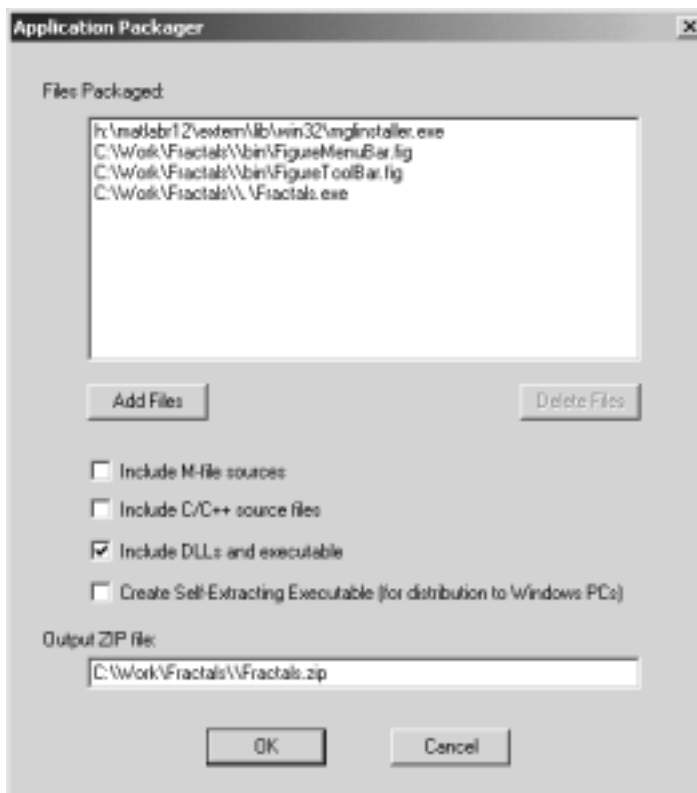 Application Packager
Files Packaged:
h:\matlabr12\extern\lib\win32\mglinstaller.exe
C:\Work\Fractals\\bin\FigureMenuBar.fig
C:\Work\Fractals\\bin\FigureToolBar.fig
C:\Work\Fractals\\.\Fractals.exe
Add Files
Delete Files
Include M-file sources
Include C/C++ source files
Include DLLs and executable
Create Self-Extracting Executable (for distribution to Windows PCs)
Output ZIP file:
C:\Work\Fractals\\Fractals.zip
OK
Cancel